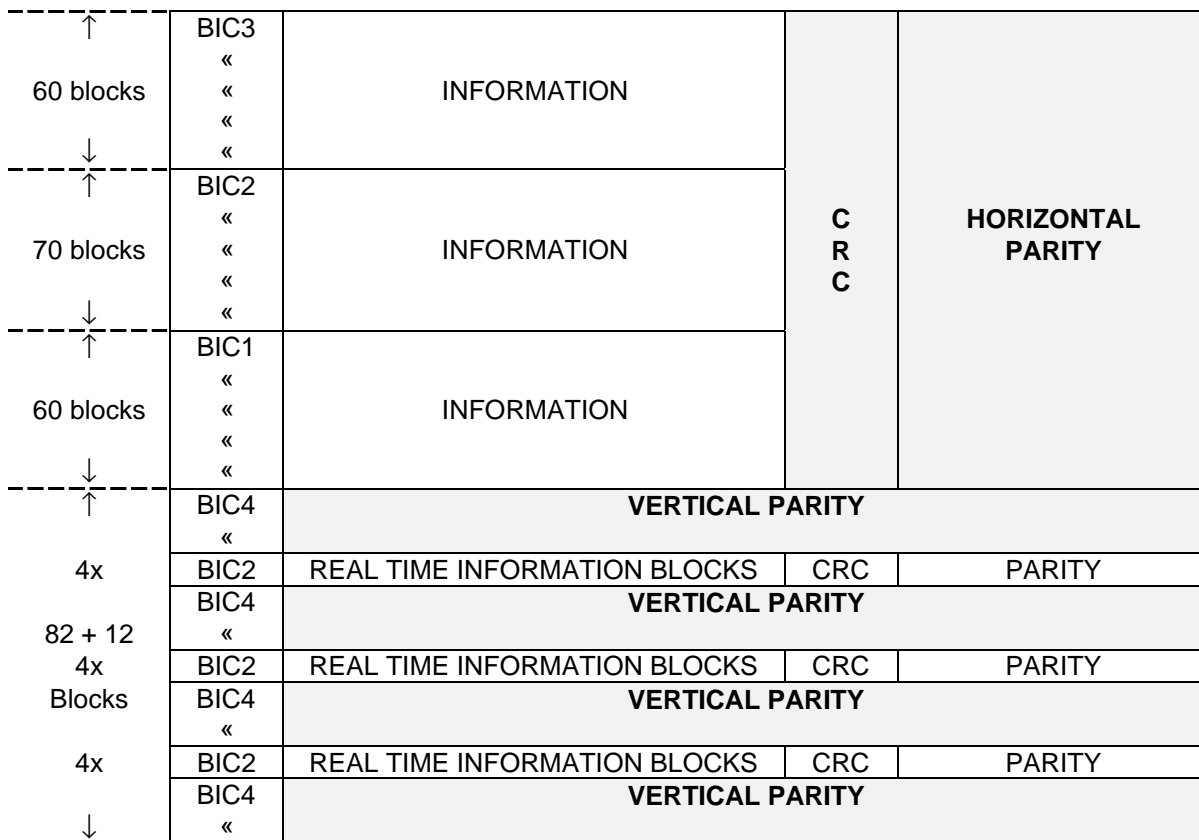 ↑ BIC3
«
60 blocks « INFORMATION
«
↓ «
↑ BIC2
« C HORIZONTAL
70 blocks « INFORMATION R PARITY
« C
↓ «
↑ BIC1
«
60 blocks « INFORMATION
«
↓ «
↑ BIC4 VERTICAL PARITY
«
4x BIC2 REAL TIME INFORMATION BLOCKS CRC PARITY
BIC4 VERTICAL PARITY
82 + 12 «
4x BIC2 REAL TIME INFORMATION BLOCKS CRC PARITY
Blocks BIC4 VERTICAL PARITY
«
4x BIC2 REAL TIME INFORMATION BLOCKS CRC PARITY
BIC4 VERTICAL PARITY
↓ «